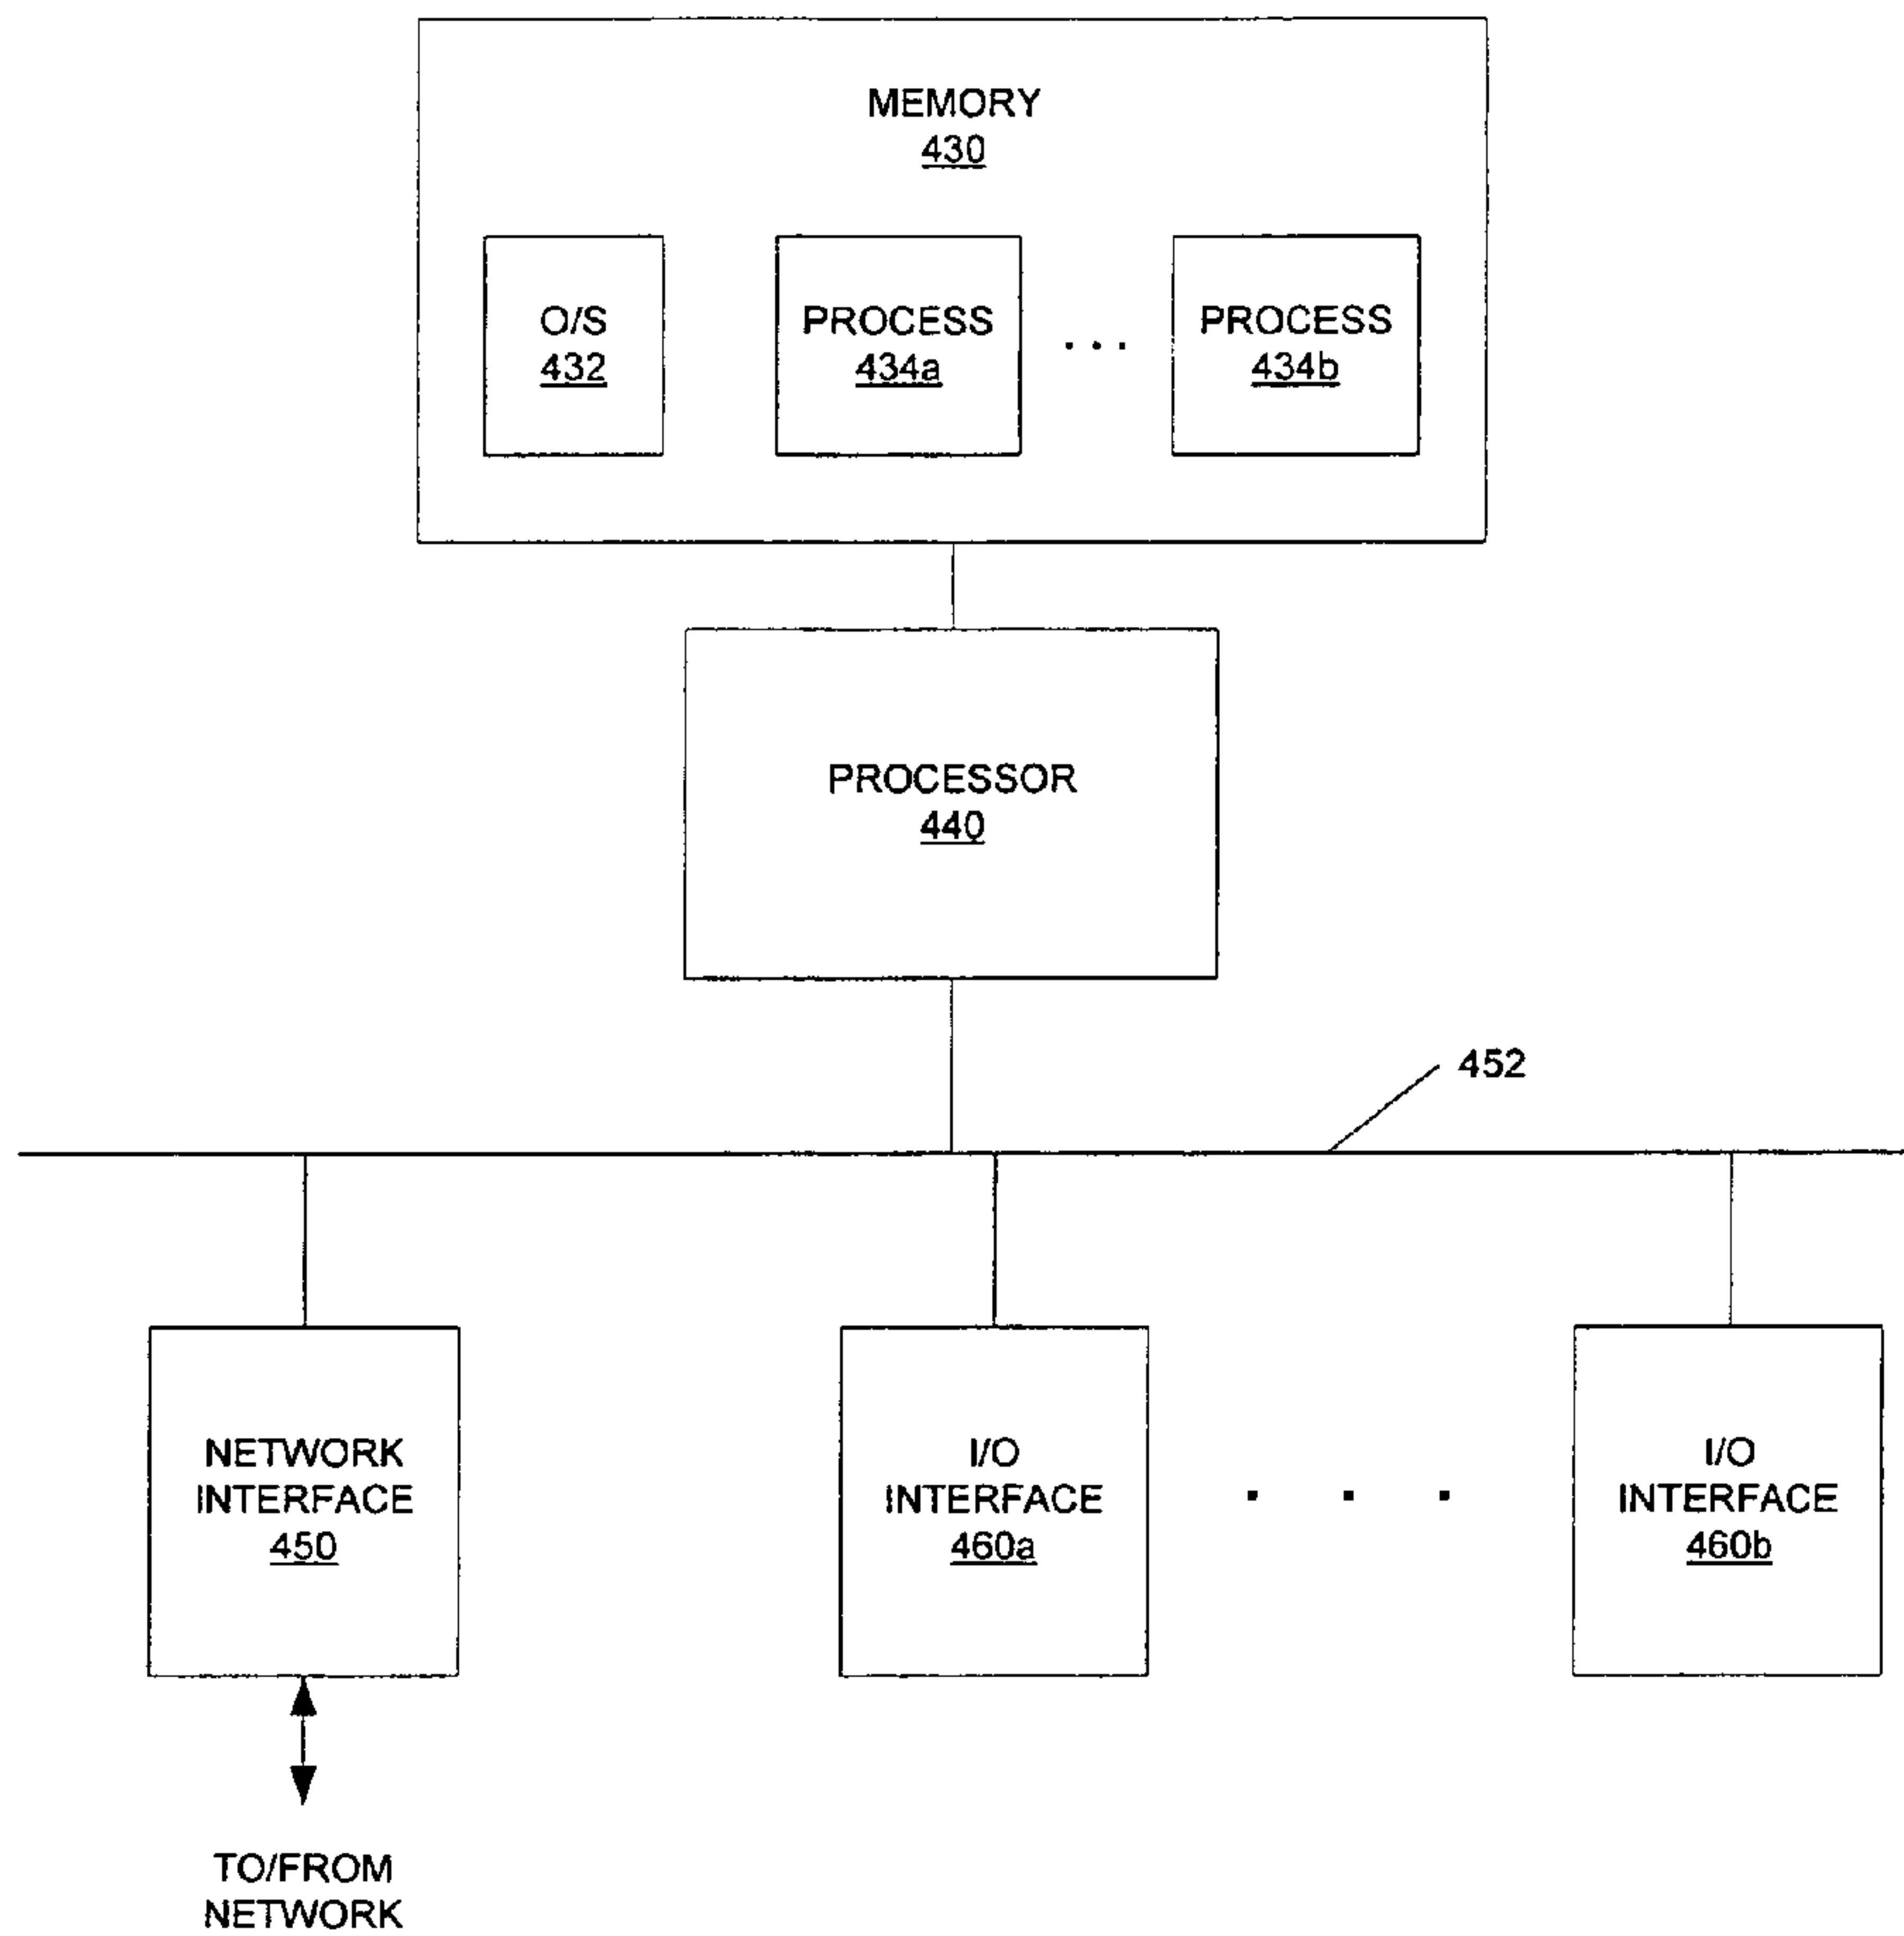 MEMORY
430
O/S
432
PROCESS
434a
...
PROCESS
434b
PROCESSOR
440
452
NETWORK
INTERFACE
450
I/O
INTERFACE
460a
. . .
I/O
INTERFACE
460b
TO/FROM
NETWORK